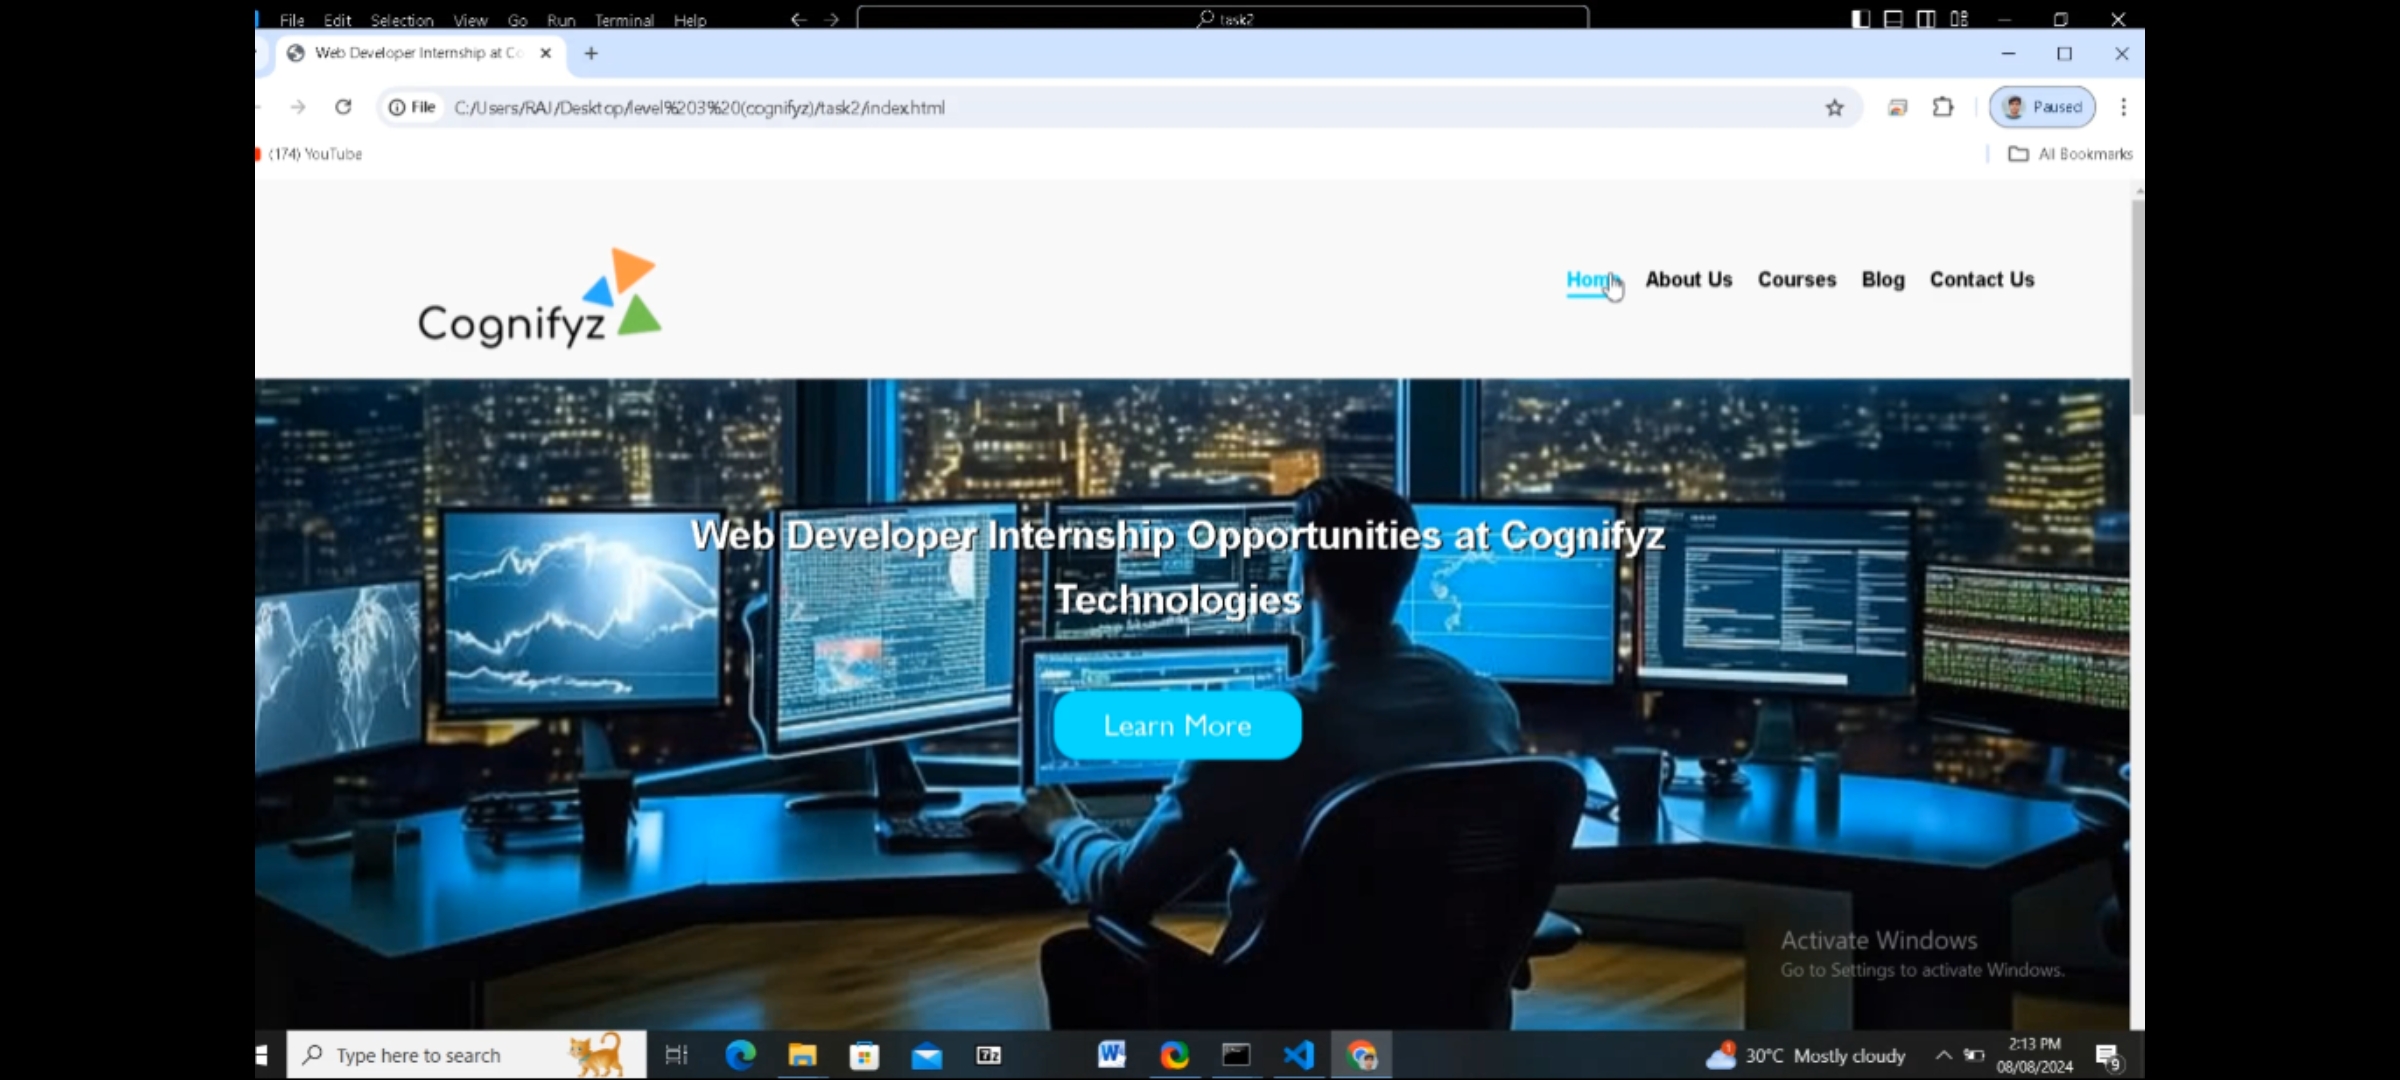 File Edit Selection View Go Run Terminal Help
task2
Web Developer Internship at Co
File C:/Users/RAJ/Desktop/level%203%20(cognifyz)/task2/index.html
Paused
(174) YouTube
All Bookmarks
Cognifyz
Home About Us Courses Blog Contact Us
Web Developer Internship Opportunities at Cognifyz
Technologies
Learn More
Activate Windows
Go to Settings to activate Windows.
Type here to search
7z
W
1
30°C Mostly cloudy
2:13 PM
08/08/2024
9